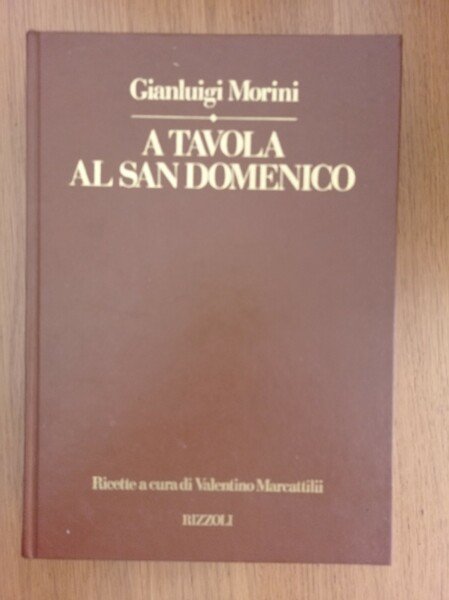 Gianluigi Morini
A TAVOLA
AL SAN DOMENICO
Ricette a cura di Valentino Marcattilii
RIZZOLI